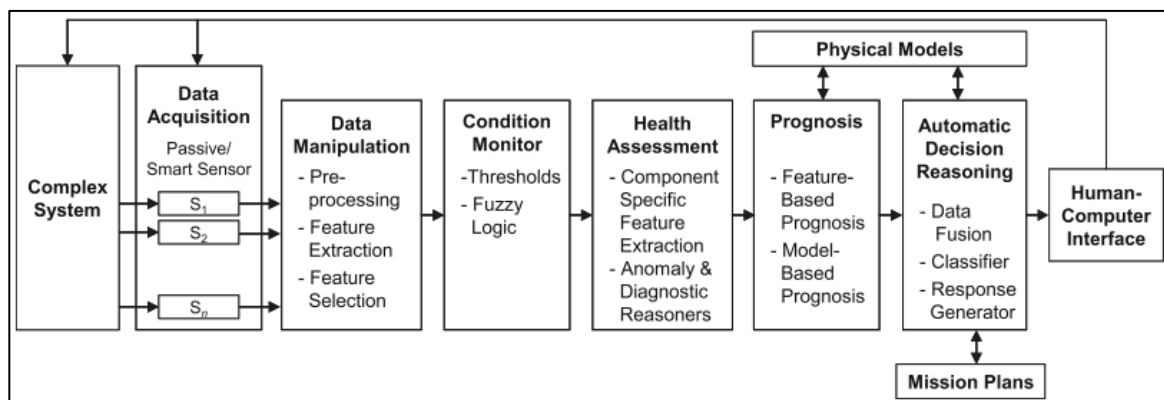 Complex
System
Data
Acquisition
Passive/
Smart Sensor
S1
S2
Sn
Data
Manipulation
- Pre-
processing
- Feature
Extraction
- Feature
Selection
Condition
Monitor
-Thresholds
- Fuzzy
Logic
Health
Assessment
- Component
Specific
Feature
Extraction
- Anomaly &
Diagnostic
Reasoners
Physical Models
Prognosis
- Feature-
Based
Prognosis
- Model-
Based
Prognosis
Automatic
Decision
Reasoning
- Data
Fusion
- Classifier
- Response
Generator
Mission Plans
Human-
Computer
Interface